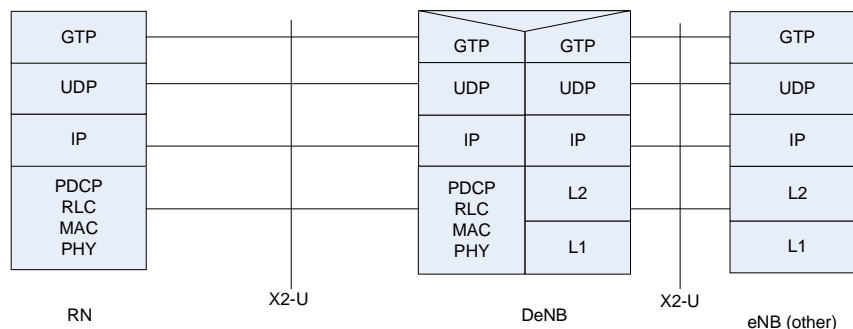 GTP
UDP
IP
PDCP
RLC
MAC
PHY
RN
X2-U
GTP GTP
UDP UDP
IP IP
PDCP
RLC
MAC
PHY
L2
L1
DeNB
X2-U
GTP
UDP
IP
L2
L1
eNB (other)